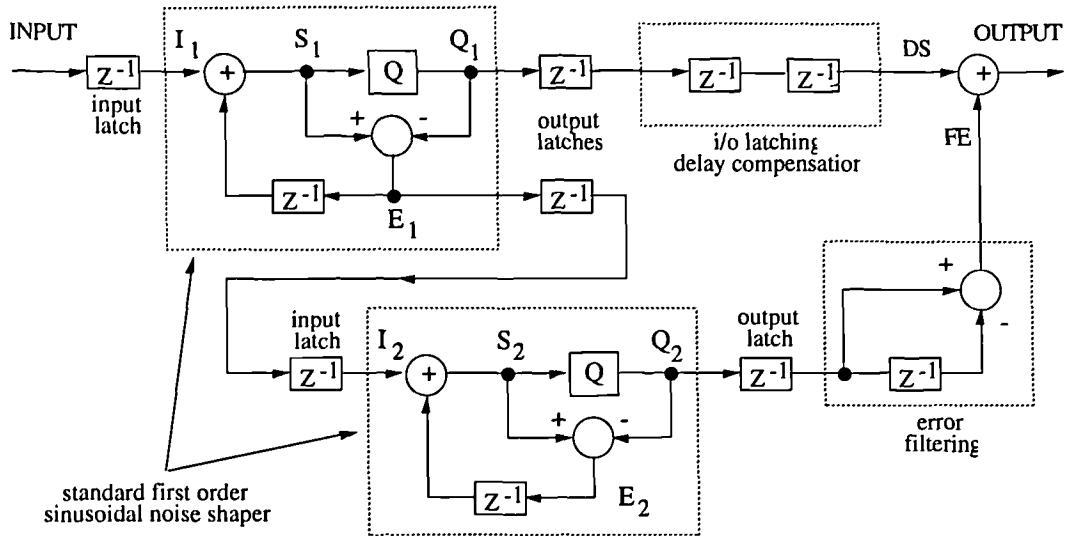 INPUT
I1
S1
Q1
DS
OUTPUT
Z-1
+
Q
Z-1
Z-1
Z-1
+
input
latch
+
-
output
latches
i/o latching
delay compensatior
FE
Z-1
E1
Z-1
+
-
input
latch
I2
S2
Q2
output
latch
Z-1
+
Q
Z-1
Z-1
+
-
error
filtering
Z-1
E2
standard first order
sinusoidal noise shaper